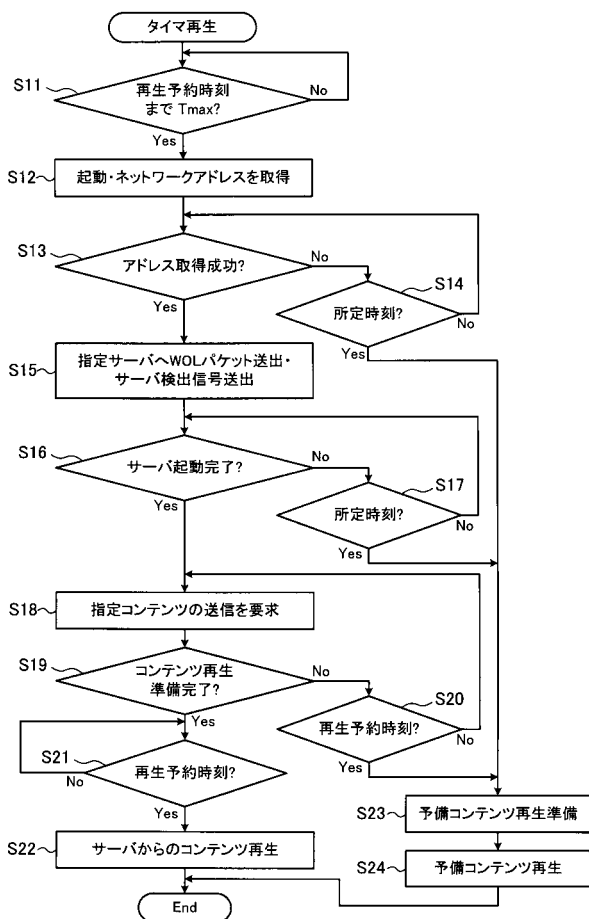 タイマ再生
S11
再生予約時刻
まで Tmax?
No
Yes
S12
起動・ネットワークアドレスを取得
S13
アドレス取得成功?
No
Yes
S14
所定時刻?
No
Yes
S15
指定サーバへWOLパケット送出・
サーバ検出信号送出
S16
サーバ起動完了?
No
Yes
S17
所定時刻?
No
Yes
S18
指定コンテンツの送信を要求
S19
コンテンツ再生
準備完了?
No
Yes
S20
再生予約時刻?
No
Yes
S21
再生予約時刻?
No
Yes
S22
サーバからのコンテンツ再生
S23
予備コンテンツ再生準備
S24
予備コンテンツ再生
End